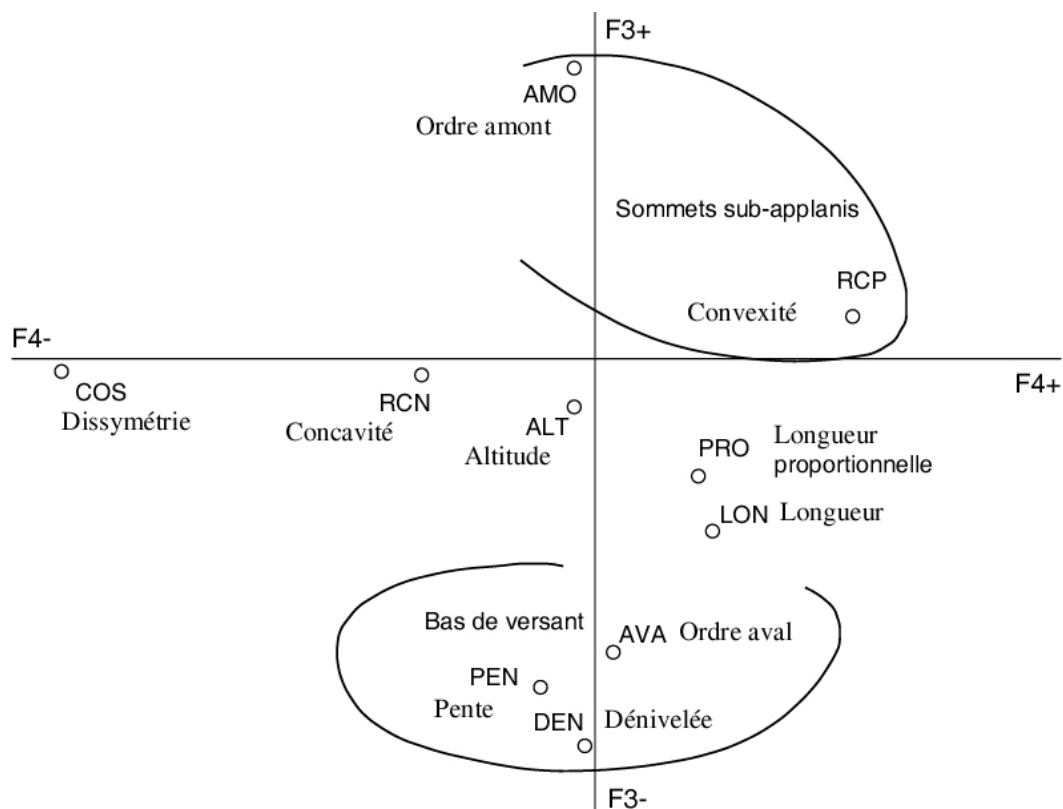 F3+
AMO
Ordre amont
Sommets sub-applanis
RCP
Convexité
F4-
F4+
COS
Dissymétrie
RCN
Concavité
ALT
Altitude
PRO
Longueur
proportionnelle
LON
Longueur
Bas de versant
AVA
Ordre aval
PEN
Pente
DEN
Dénivelée
F3-